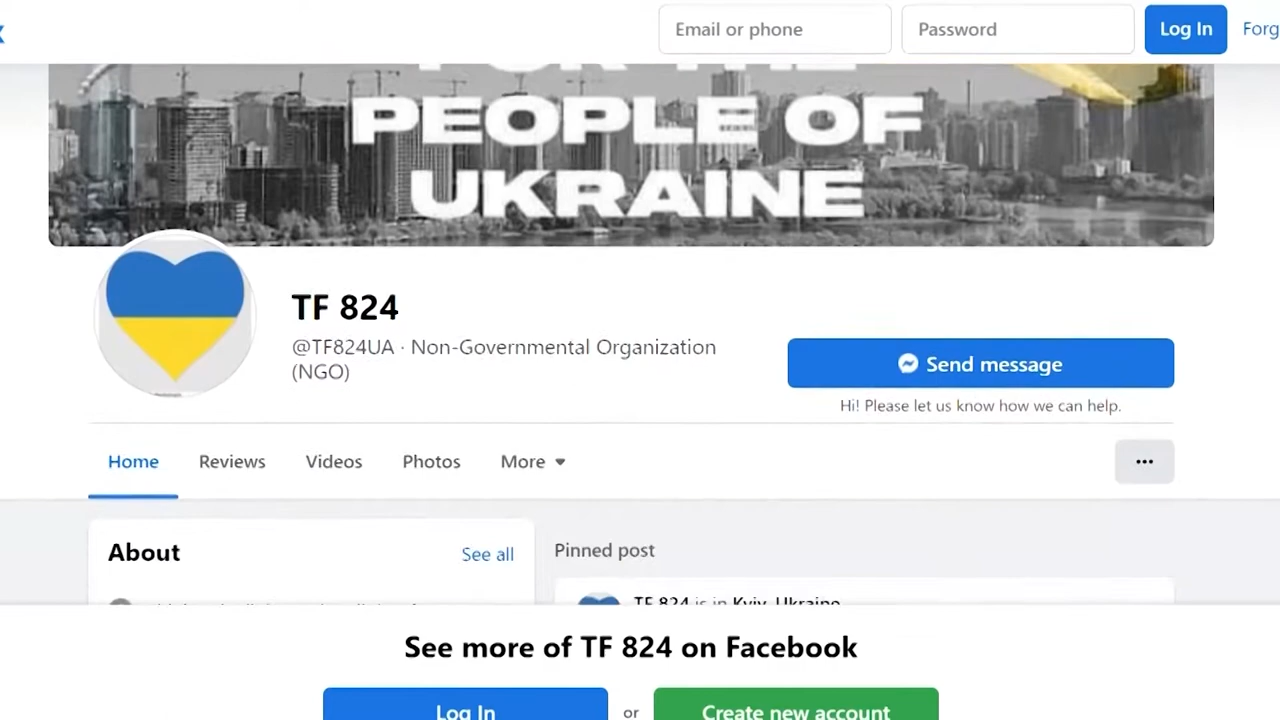 Email or phone
Password
Log In
Forg
FOR THE
PEOPLE OF
UKRAINE
TF 824
@TF824UA · Non-Governmental Organization
(NGO)
Send message
Hi! Please let us know how we can help.
Home
Reviews
Videos
Photos
More
About
See all
Pinned post
TF 824 is in Kyiv, Ukraine
See more of TF 824 on Facebook
Log In
or
Create new account